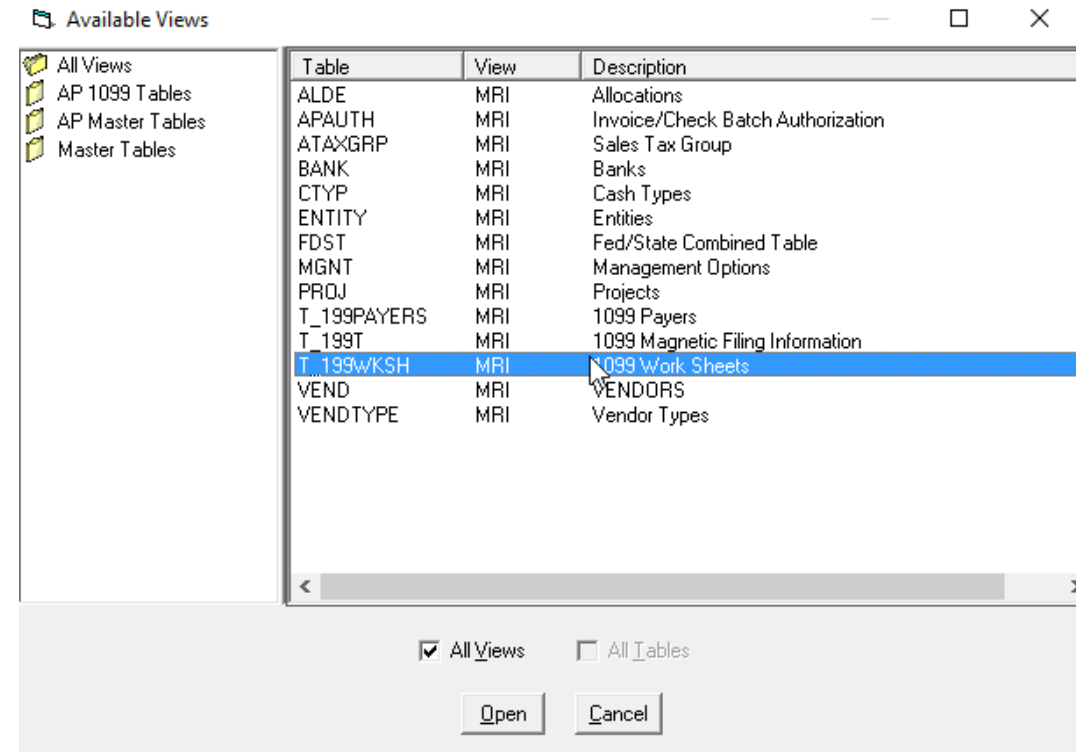 Available Views
All Views
AP 1099 Tables
AP Master Tables
Master Tables
Table View Description
ALDE MRI Allocations
APAUTH MRI Invoice/Check Batch Authorization
ATAXGRP MRI Sales Tax Group
BANK MRI Banks
CTYP MRI Cash Types
ENTITY MRI Entities
FDST MRI Fed/State Combined Table
MGNT MRI Management Options
PROJ MRI Projects
T_199PAYERS MRI 1099 Payers
T_199T MRI 1099 Magnetic Filing Information
T_199WKSH MRI 1099 Work Sheets
VEND MRI VENDORS
VENDTYPE MRI Vendor Types
All Views All Tables
Open Cancel